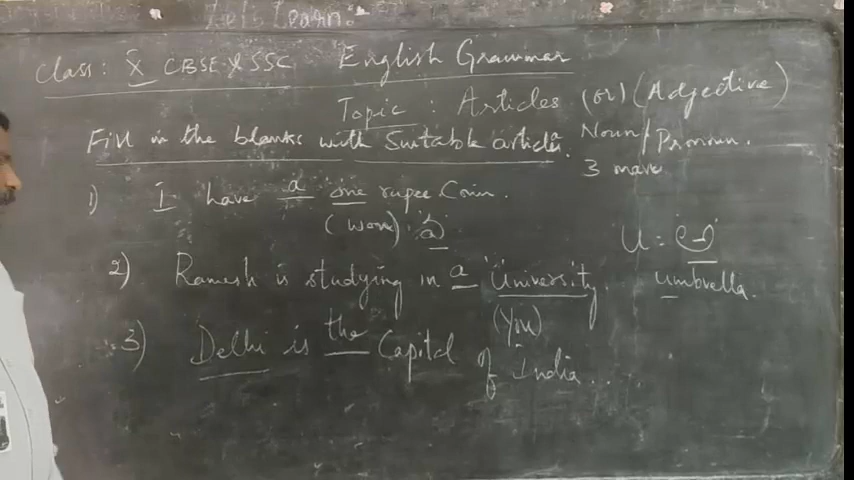 Let's Learn.
Class: X CBSE & SSC English Grammar
Topic: Articles (or) (Adjective)
Fill in the blanks with Suitable articles. Noun/Pronoun.
3 mark
1) I have a one rupee Coin.
(won)
2) Ramesh is studying in a University. umbrella.
(you)
3) Delhi is the Capital of India...
U =